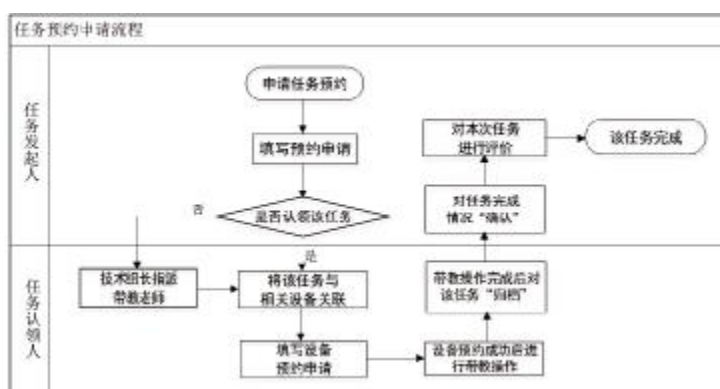 任务预约申请流程
任务发起人
申请任务预约
填写预约申请
是否认领该任务
否
是
对本次任务
进行评价
该任务完成
对任务完成
情况“确认”
任务认领人
技术组长指派
带教老师
将该任务与
相关设备关联
填写设备
预约申请
设备预约成功后进
行带教操作
带教操作完成后对
该任务“归档”